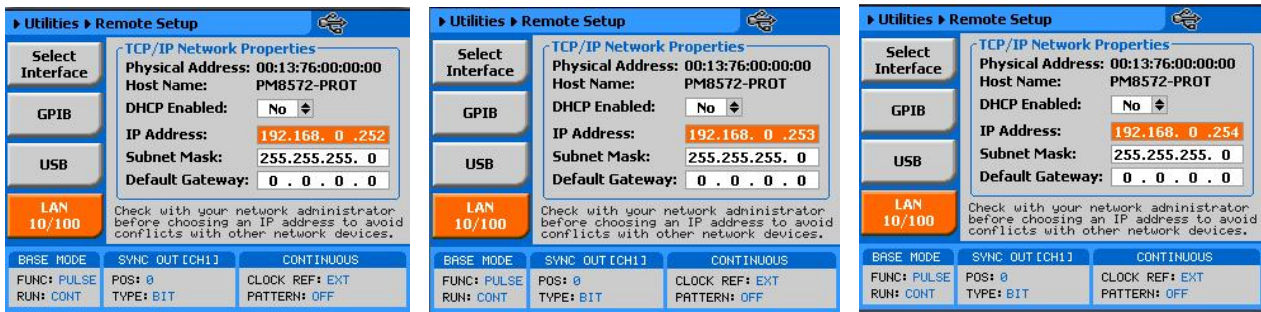 Utilities ▶ Remote Setup
Select Interface
GPIB
USB
LAN 10/100
TCP/IP Network Properties
Physical Address: 00:13:76:00:00:00
Host Name: PM8572-PROT
DHCP Enabled: No
IP Address: 192.168. 0 .252
Subnet Mask: 255.255.255. 0
Default Gateway: 0 . 0 . 0 . 0
Check with your network administrator
before choosing an IP address to avoid
conflicts with other network devices.
BASE MODE SYNC OUT [CH1] CONTINUOUS
FUNC: PULSE POS: 0 CLOCK REF: EXT
RUN: CONT TYPE: BIT PATTERN: OFF
Utilities ▶ Remote Setup
Select Interface
GPIB
USB
LAN 10/100
TCP/IP Network Properties
Physical Address: 00:13:76:00:00:00
Host Name: PM8572-PROT
DHCP Enabled: No
IP Address: 192.168. 0 .253
Subnet Mask: 255.255.255. 0
Default Gateway: 0 . 0 . 0 . 0
Check with your network administrator
before choosing an IP address to avoid
conflicts with other network devices.
BASE MODE SYNC OUT [CH1] CONTINUOUS
FUNC: PULSE POS: 0 CLOCK REF: EXT
RUN: CONT TYPE: BIT PATTERN: OFF
Utilities ▶ Remote Setup
Select Interface
GPIB
USB
LAN 10/100
TCP/IP Network Properties
Physical Address: 00:13:76:00:00:00
Host Name: PM8572-PROT
DHCP Enabled: No
IP Address: 192.168. 0 .254
Subnet Mask: 255.255.255. 0
Default Gateway: 0 . 0 . 0 . 0
Check with your network administrator
before choosing an IP address to avoid
conflicts with other network devices.
BASE MODE SYNC OUT [CH1] CONTINUOUS
FUNC: PULSE POS: 0 CLOCK REF: EXT
RUN: CONT TYPE: BIT PATTERN: OFF